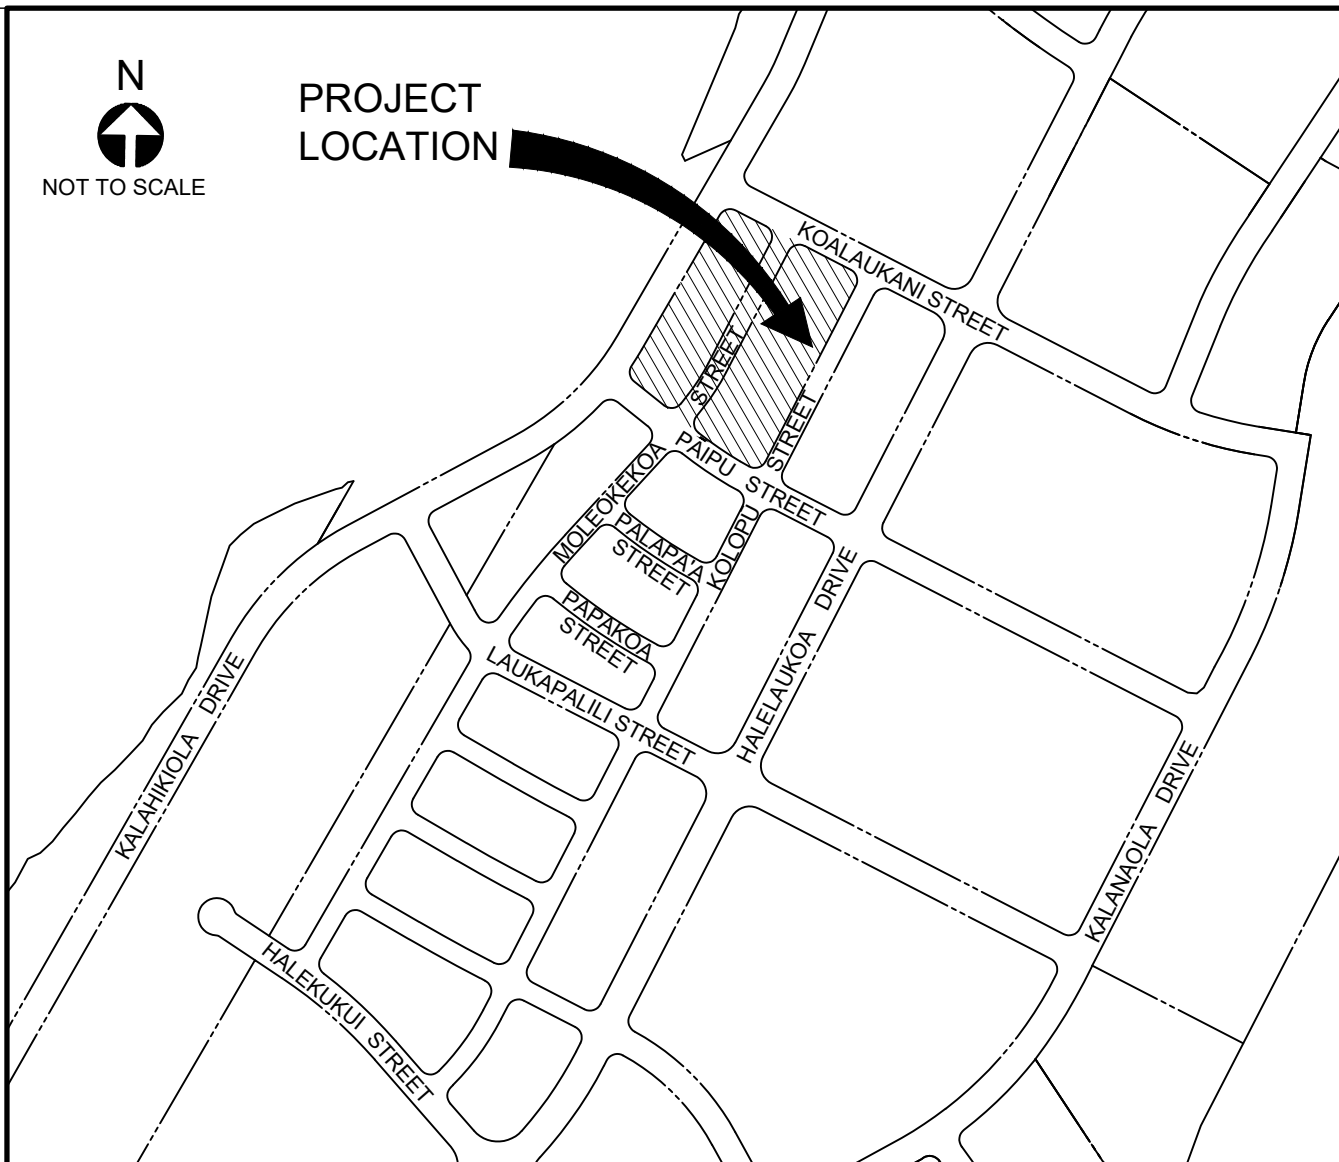 N
NOT TO SCALE
PROJECT
LOCATION
KOALAUKANI STREET
STREET
STREET
PAIPU STREET
MOLEOKEKOA
PALAPA'A
STREET
KOLOPU
PAPAKOA
STREET
LAUKAPALILI STREET
HALELAUKOA DRIVE
KALAHIKIOLA DRIVE
KALANAOLA DRIVE
HALEKUKUI STREET